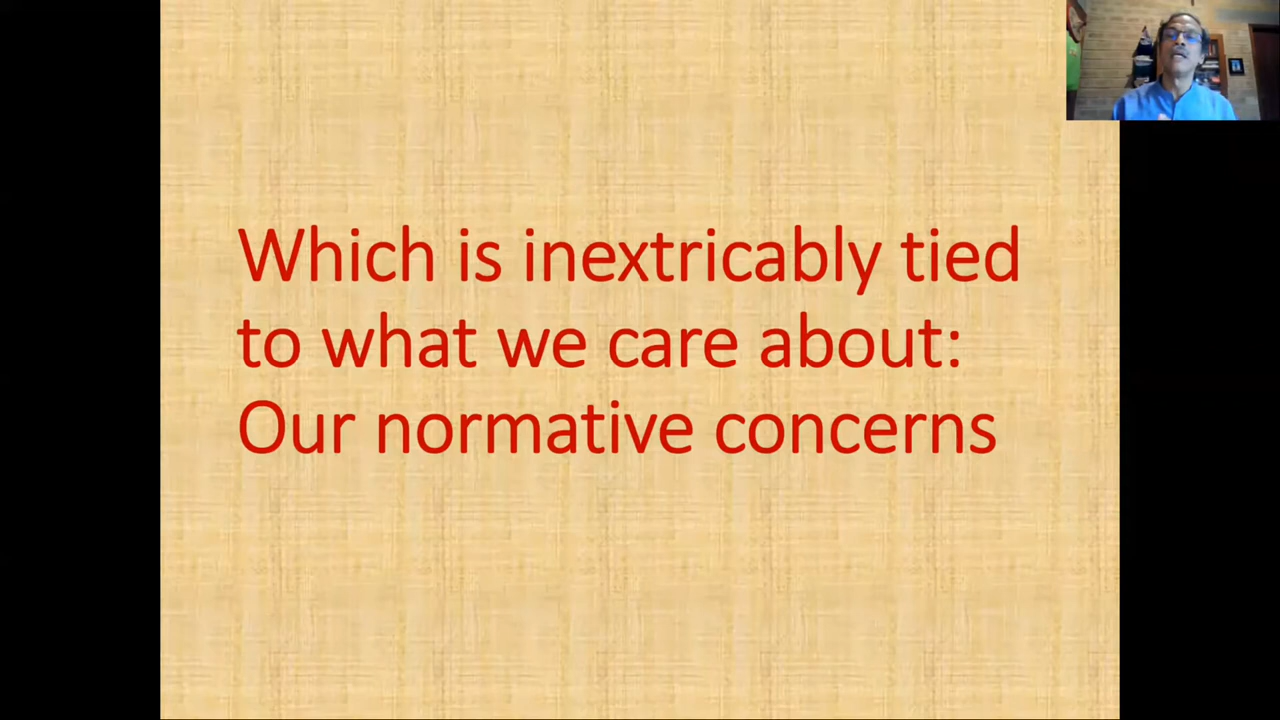 Which is inextricably tied
to what we care about:
Our normative concerns